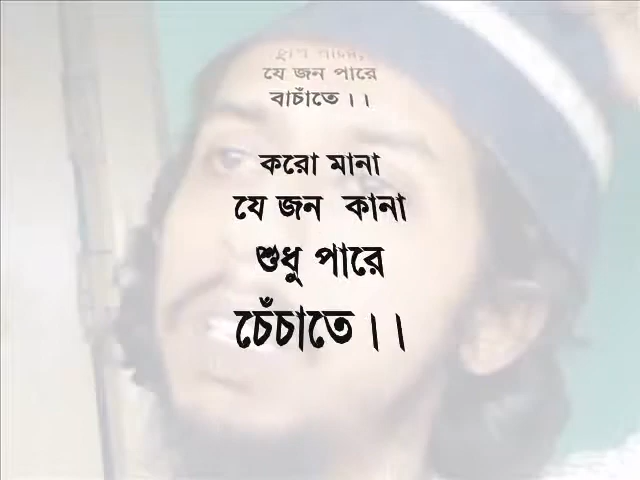 যে জন পারে
বাচাঁতে।।
করো মানা
যে জন কানা
শুধু পারে
চেঁচাতে।।